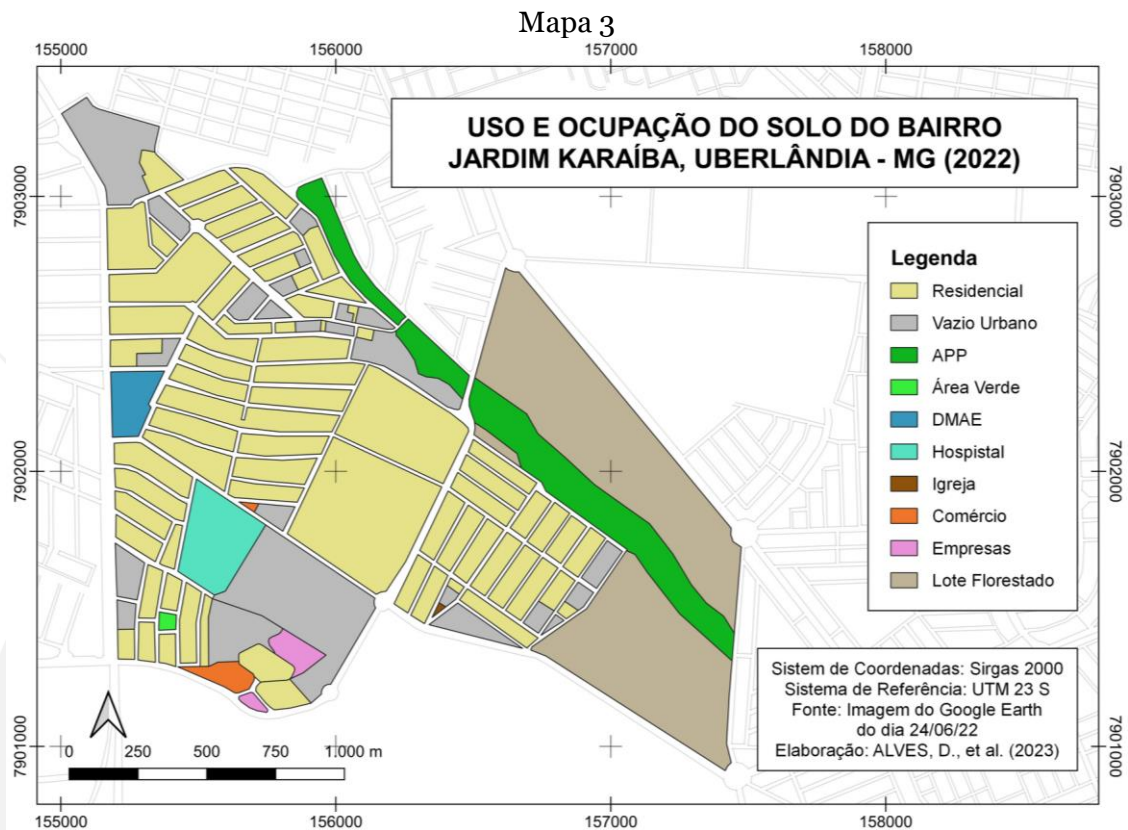 Mapa 3
155000
156000
157000
158000
USO E OCUPAÇÃO DO SOLO DO BAIRRO
JARDIM KARAÍBA, UBERLÂNDIA - MG (2022)
7903000
7903000
Legenda
Residencial
Vazio Urbano
APP
Área Verde
DMAE
Hospistal
Igreja
Comércio
Empresas
Lote Florestado
7902000
7902000
Sistem de Coordenadas: Sirgas 2000
Sistema de Referência: UTM 23 S
Fonte: Imagem do Google Earth
do dia 24/06/22
Elaboração: ALVES, D., et al. (2023)
7901000
7901000
0 250 500 750 1.000 m
155000
156000
157000
158000